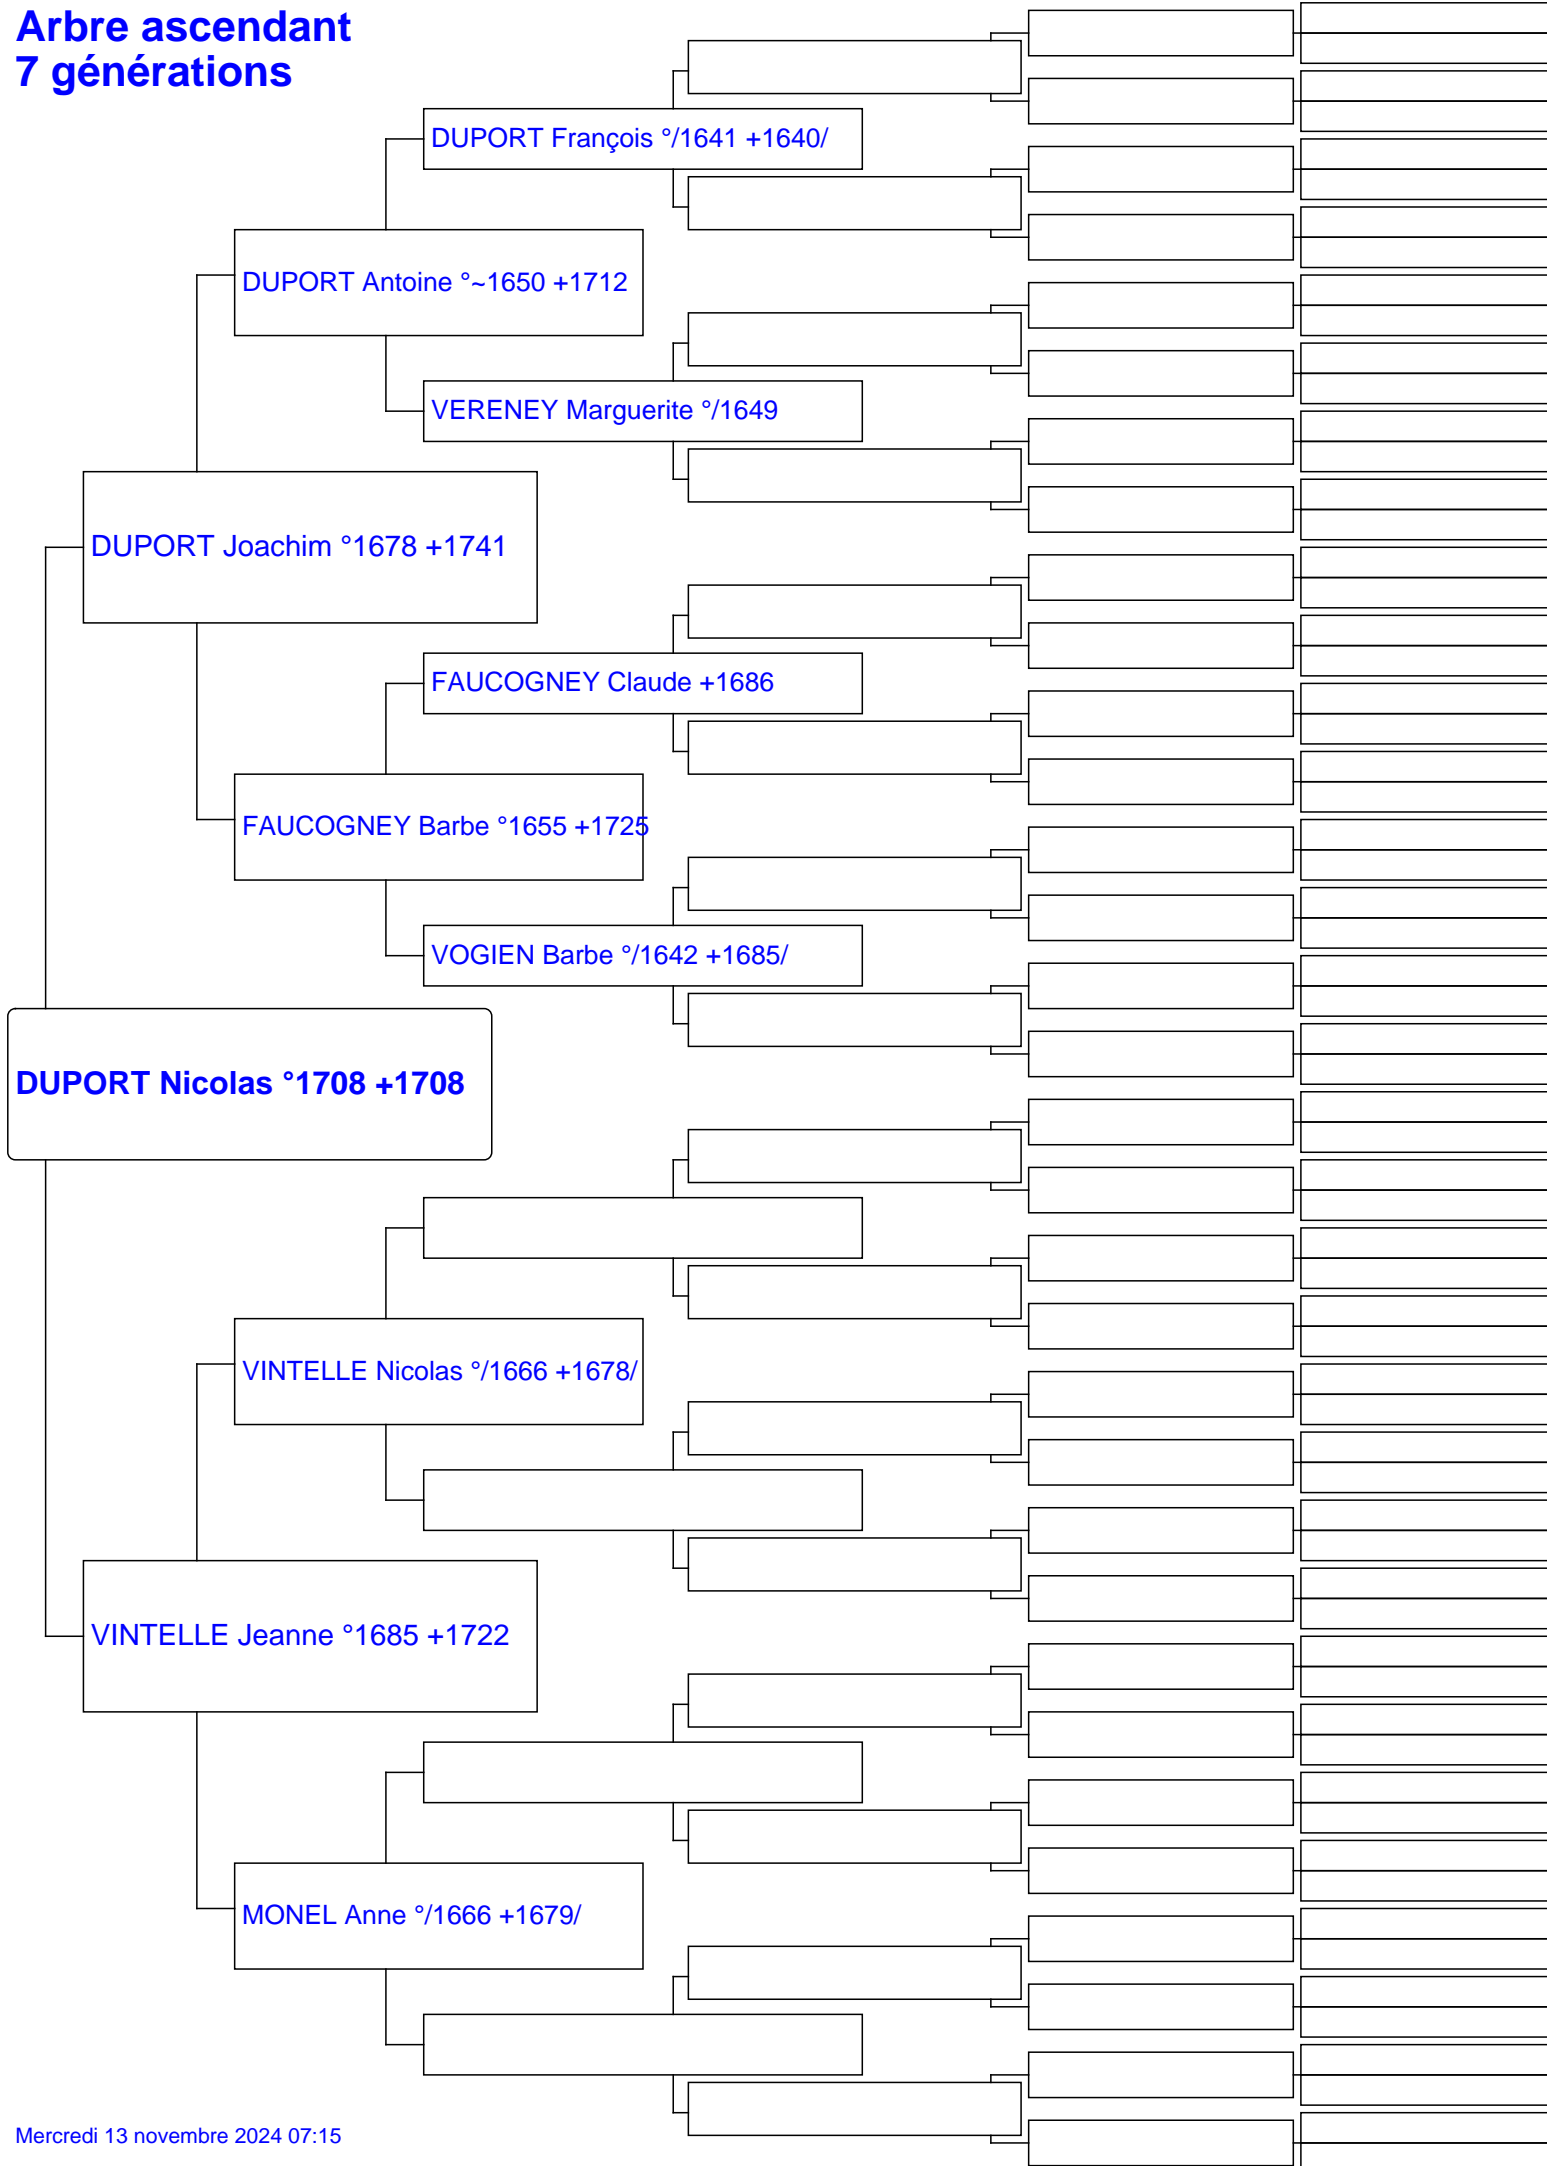 Arbre ascendant
7 générations
DUPORT François °/1641 +1640/
DUPORT Antoine °~1650 +1712
VERENEY Marguerite °/1649
DUPORT Joachim °1678 +1741
FAUCOGNEY Claude +1686
FAUCOGNEY Barbe °1655 +1725
VOGIEN Barbe °/1642 +1685/
DUPORT Nicolas °1708 +1708
VINTELLE Nicolas °/1666 +1678/
VINTELLE Jeanne °1685 +1722
MONEL Anne °/1666 +1679/
Mercredi 13 novembre 2024 07:15